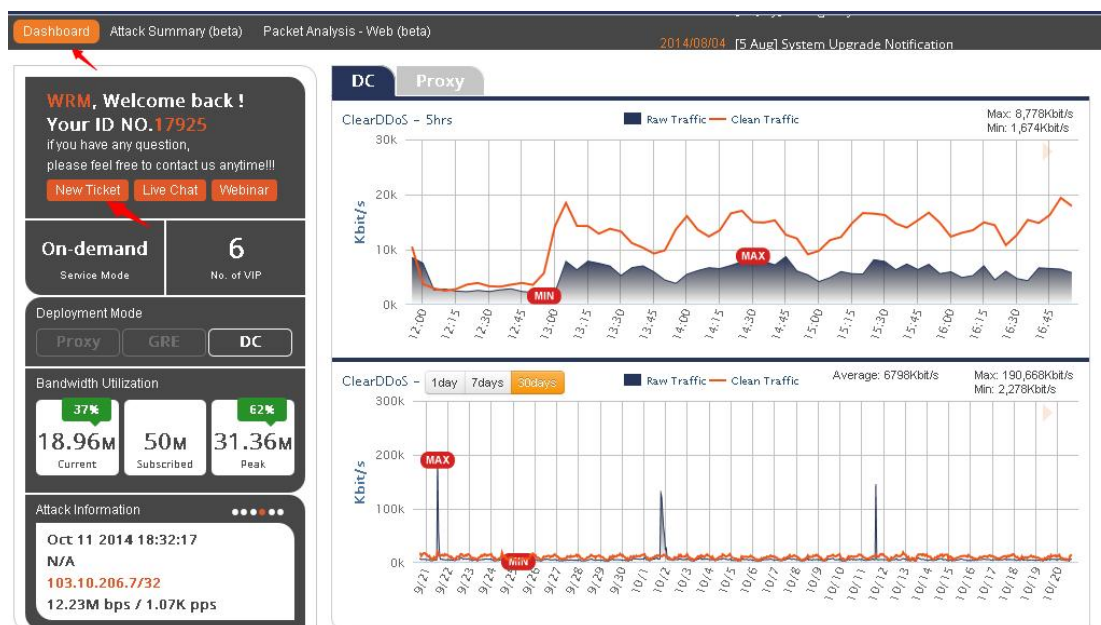 Dashboard Attack Summary (beta) Packet Analysis - Web (beta)
2014/08/04 [5 Aug] System Upgrade Notification
WRM, Welcome back !
Your ID NO.17925
if you have any question,
please feel free to contact us anytime!!!
New Ticket Live Chat Webinar
On-demand
Service Mode
6
No. of VIP
Deployment Mode
Proxy GRE DC
Bandwidth Utilization
37%
18.96M
Current
50M
Subscribed
62%
31.36M
Peak
Attack Information
Oct 11 2014 18:32:17
N/A
103.10.206.7/32
12.23M bps / 1.07K pps
DC Proxy
ClearDDoS - 5hrs
Raw Traffic Clean Traffic
Max: 8,778Kbit/s
Min: 1,674Kbit/s
Kbit/s
30k
20k
10k
0k
MAX
MIN
12:00 12:15 12:30 12:45 13:00 13:15 13:30 13:45 14:00 14:15 14:30 14:45 15:00 15:15 15:30 15:45 16:00 16:15 16:30 16:45
ClearDDoS - 1day 7days 30days
Raw Traffic Clean Traffic
Average: 6798Kbit/s
Max: 190,668Kbit/s
Min: 2,278Kbit/s
Kbit/s
300k
200k
100k
0k
MAX
MIN
9/21 9/22 9/23 9/24 9/25 9/26 9/27 9/28 9/29 9/30 10/1 10/2 10/3 10/4 10/5 10/6 10/7 10/8 10/9 10/10 10/11 10/12 10/13 10/14 10/15 10/16 10/17 10/18 10/19 10/20